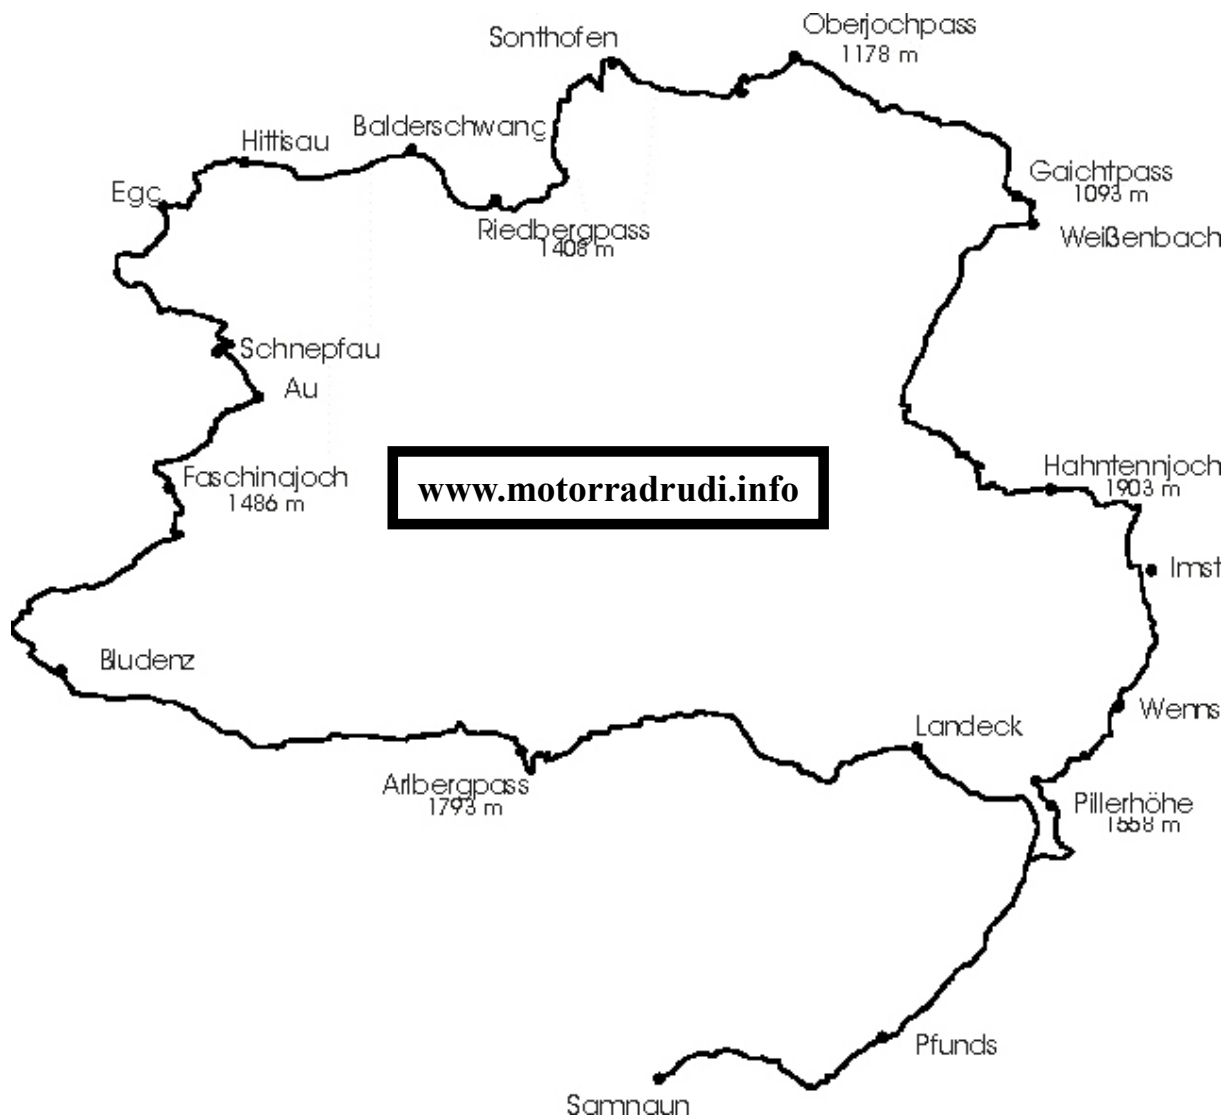 Oberjochpass
1178 m
Sonthofen
Balderschwang
Hittisau
Gaichtpass
1093 m
Egg
Riedbergpass
1408 m
Weißenbach
Schnepfau
Au
Hahntennjoch
1903 m
Faschinajoch
1486 m
www.motorradrudi.info
Imst
Bludenz
Wenns
Landeck
Arlbergpass
1793 m
Pillerhöhe
1558 m
Pfunds
Samnaun